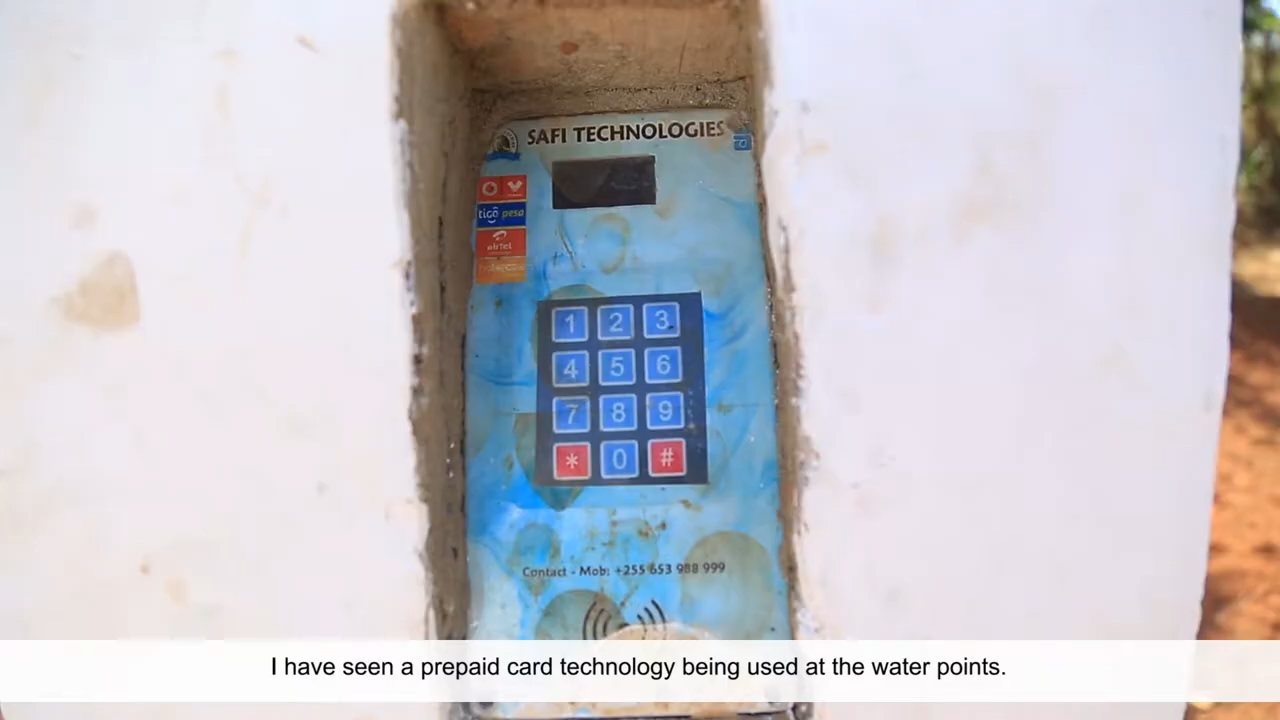 SAFI TECHNOLOGIES
tigo pesa
airtel
1 2 3
4 5 6
7 8 9
* 0 #
Contact - Mob: +255 653 988 999
I have seen a prepaid card technology being used at the water points.